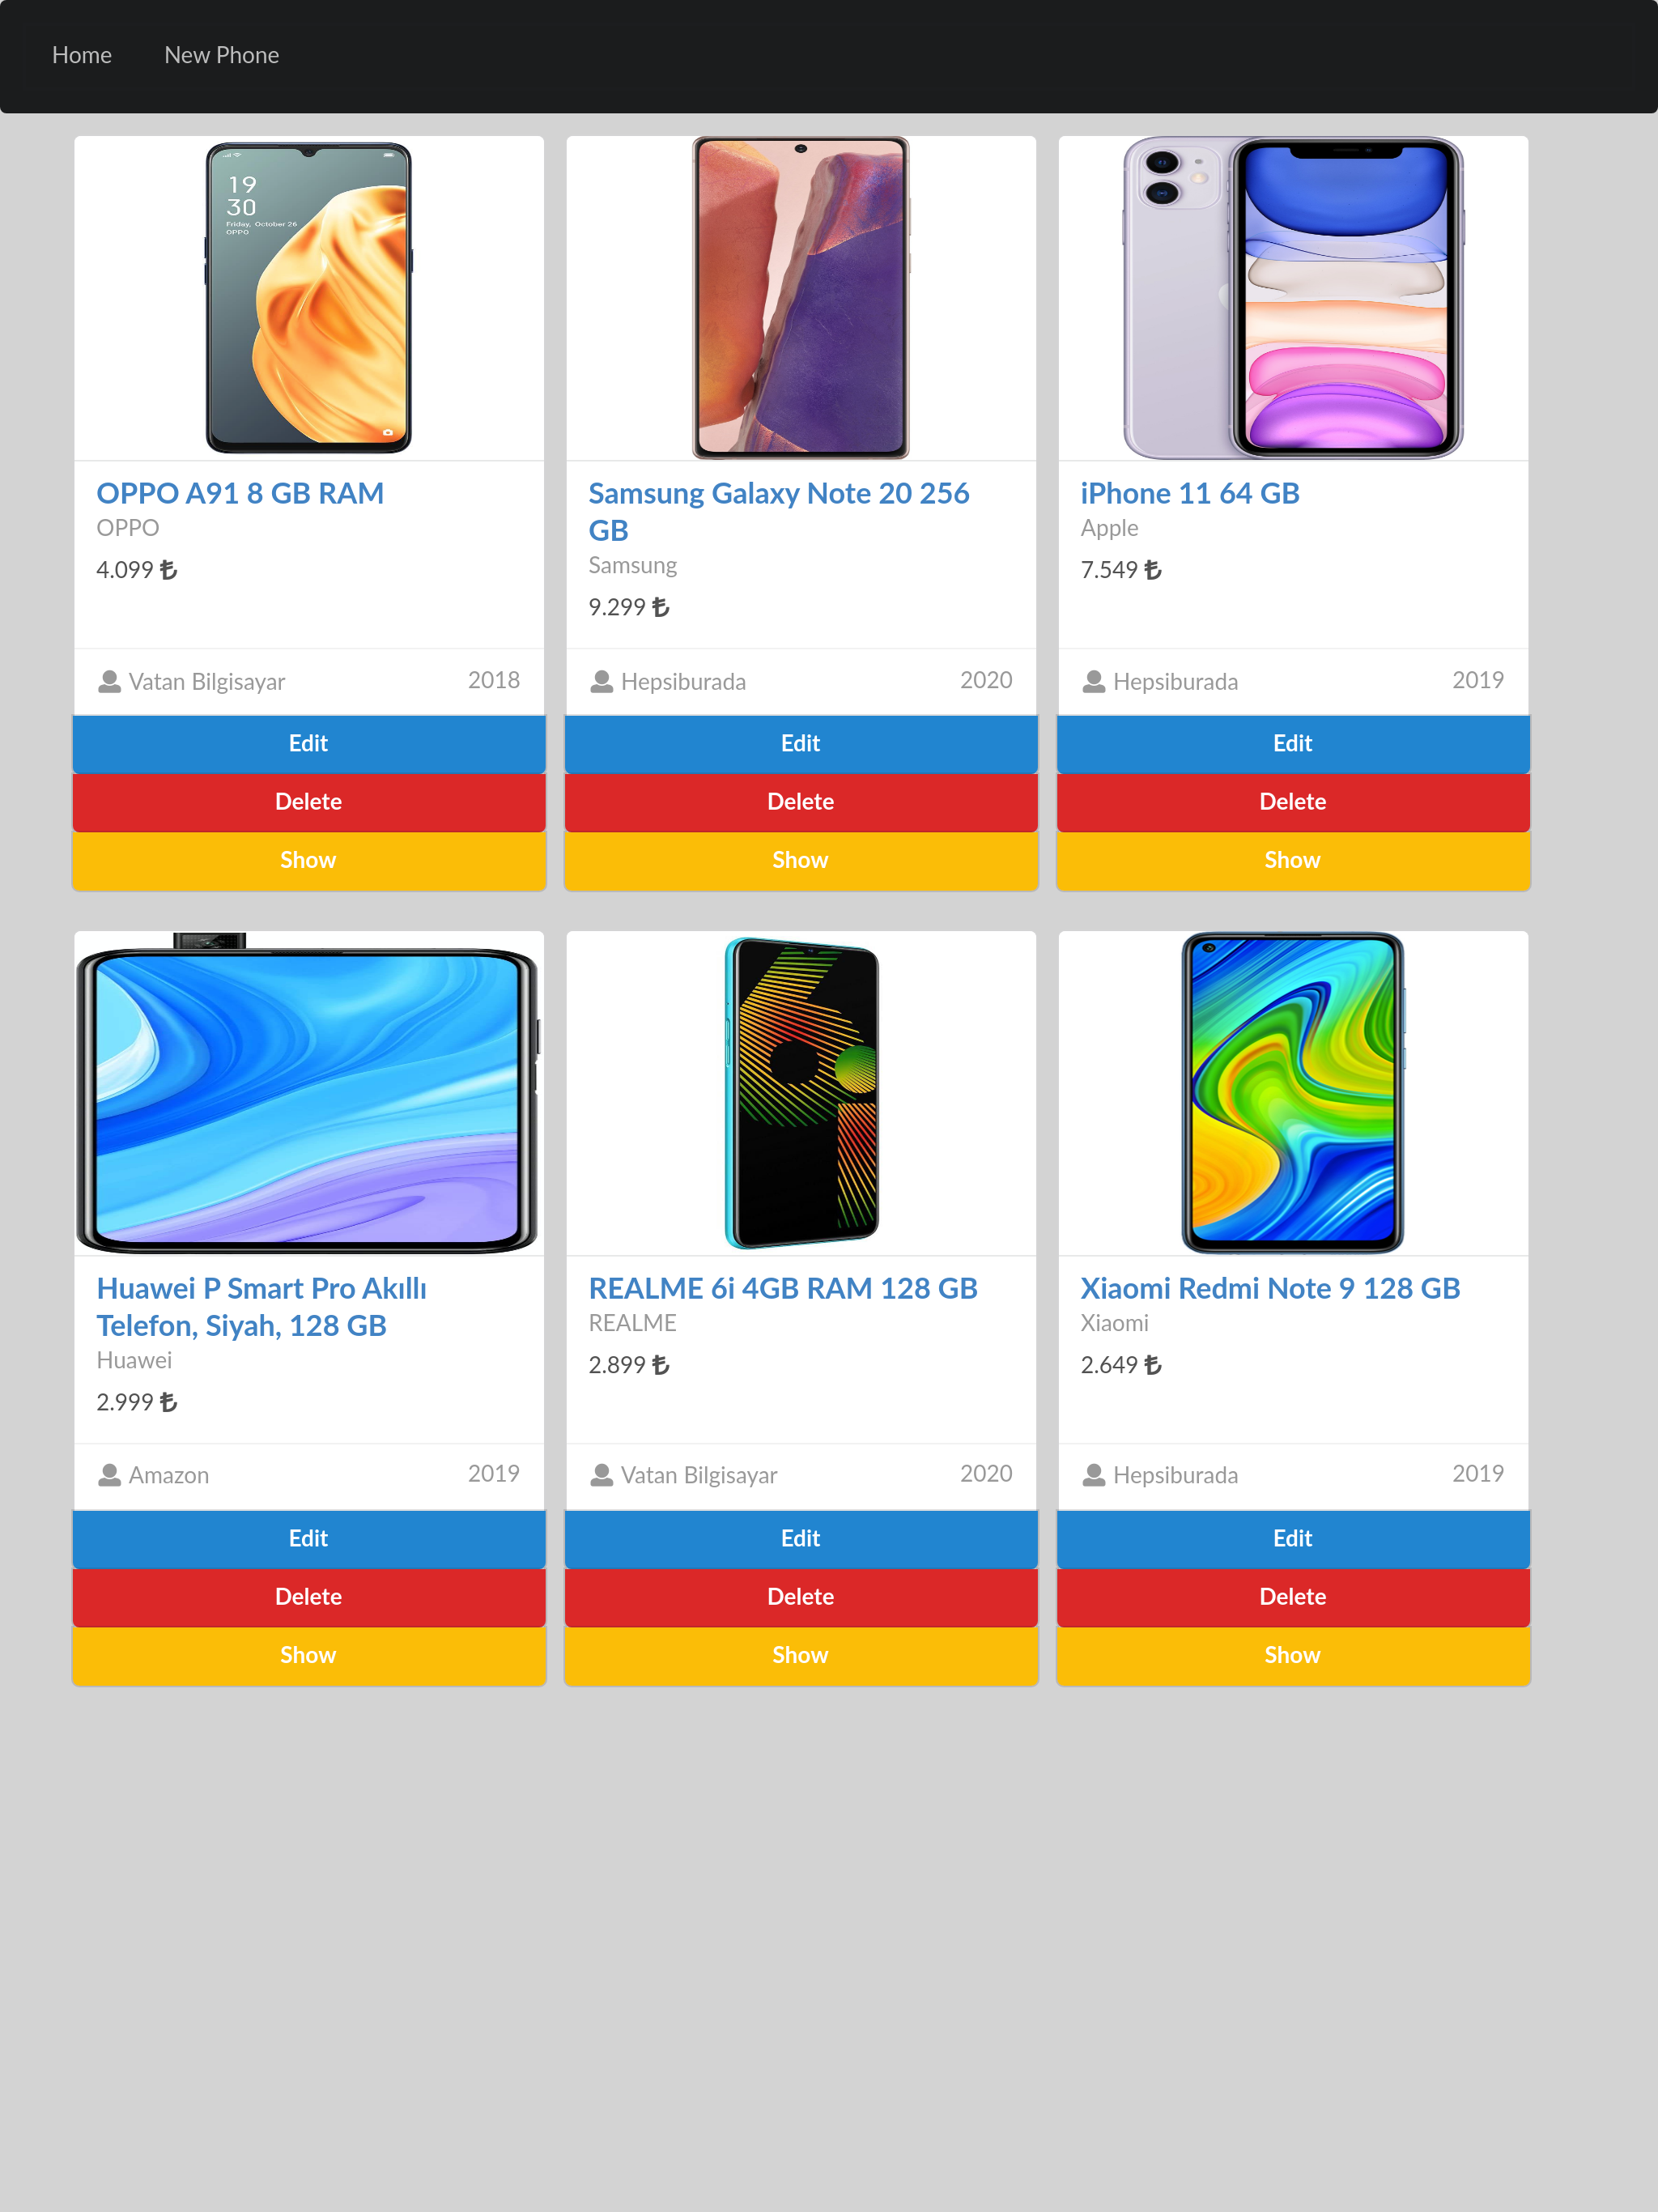 Home New Phone
19
30
Friday, October 26
OPPO
OPPO A91 8 GB RAM
OPPO
4.099 ₺
Vatan Bilgisayar 2018
Edit
Delete
Show
Samsung Galaxy Note 20 256
GB
Samsung
9.299 ₺
Hepsiburada 2020
Edit
Delete
Show
iPhone 11 64 GB
Apple
7.549 ₺
Hepsiburada 2019
Edit
Delete
Show
Huawei P Smart Pro Akıllı
Telefon, Siyah, 128 GB
Huawei
2.999 ₺
Amazon 2019
Edit
Delete
Show
REALME 6i 4GB RAM 128 GB
REALME
2.899 ₺
Vatan Bilgisayar 2020
Edit
Delete
Show
Xiaomi Redmi Note 9 128 GB
Xiaomi
2.649 ₺
Hepsiburada 2019
Edit
Delete
Show